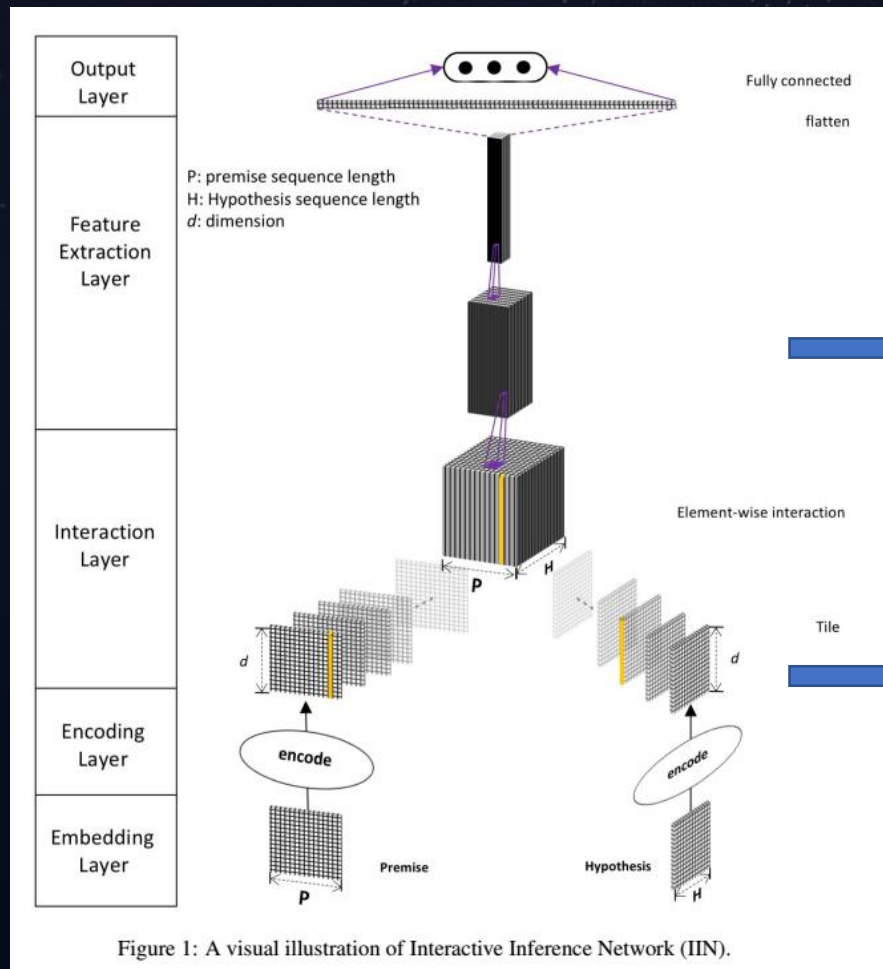 Output
Layer
Fully connected
flatten
P: premise sequence length
H: Hypothesis sequence length
d: dimension
Feature
Extraction
Layer
Interaction
Layer
Element-wise interaction
P
H
Tile
d
d
Encoding
Layer
encode
encode
Embedding
Layer
Premise
Hypothesis
P
H
Figure 1: A visual illustration of Interactive Inference Network (IIN).